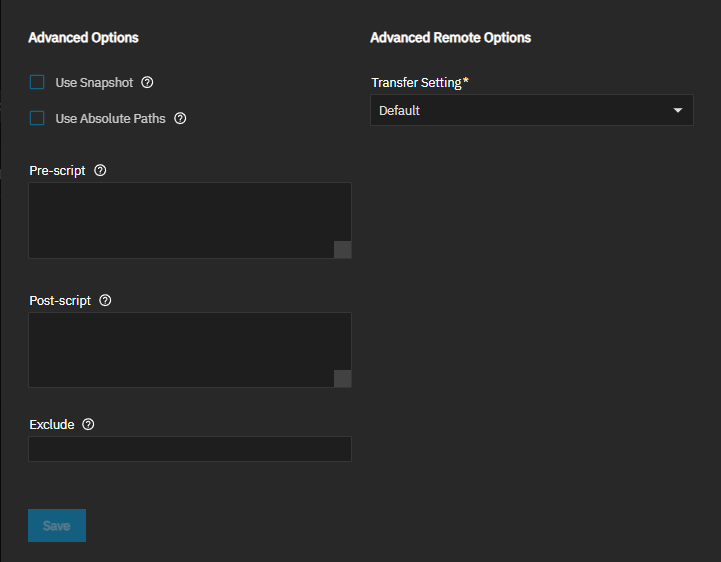 Advanced Options
Use Snapshot
Use Absolute Paths
Pre-script
Post-script
Exclude
Save
Advanced Remote Options
Transfer Setting*
Default